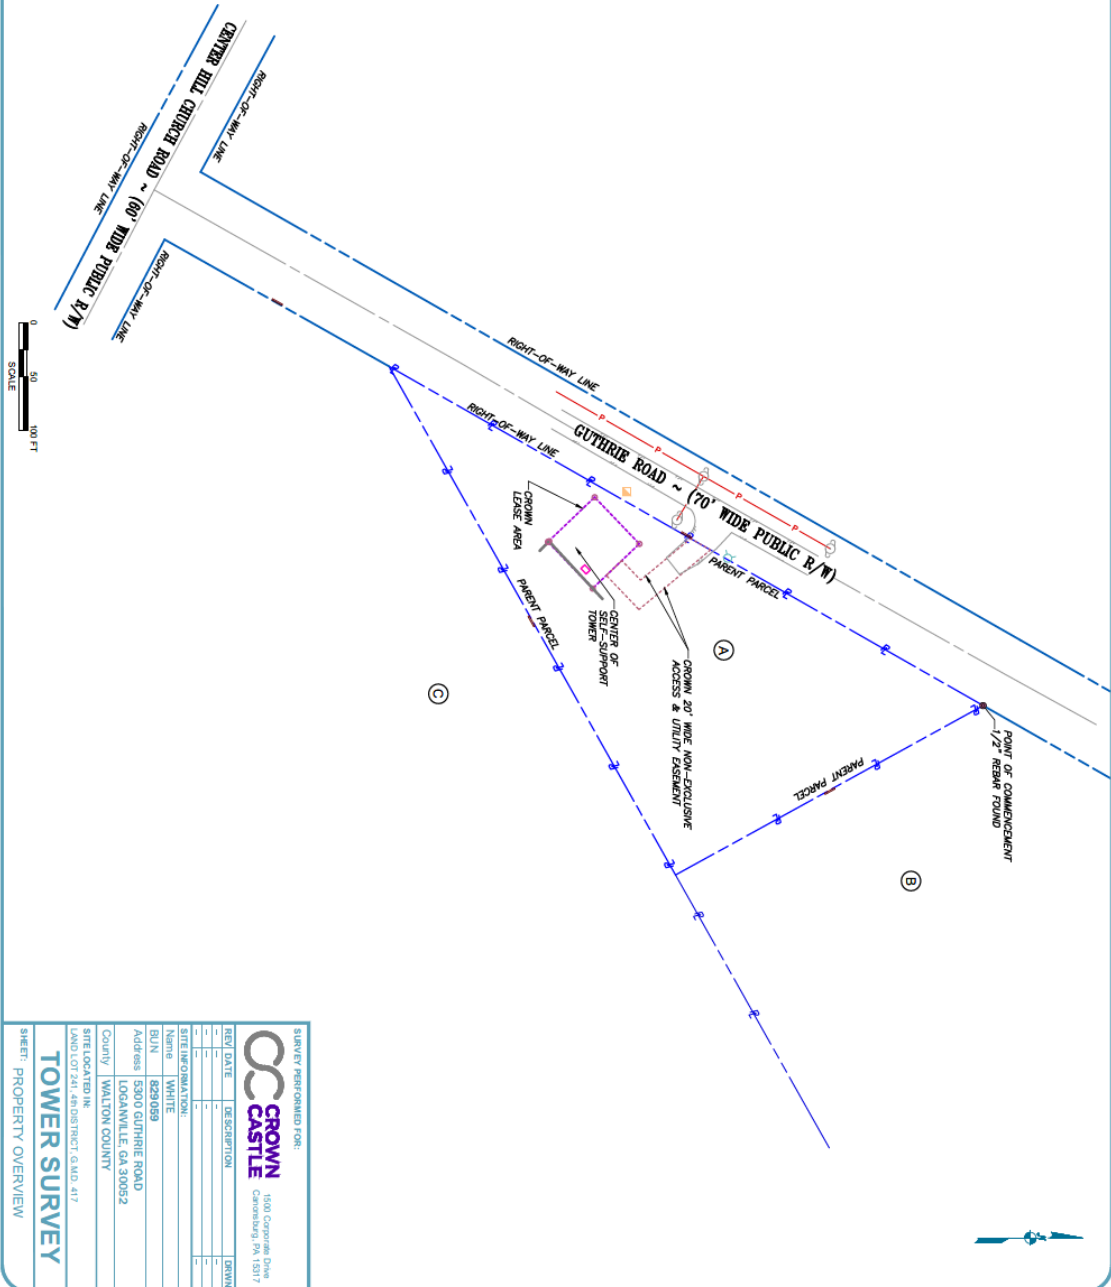 CENTER HILL CHURCH ROAD ~ (60' WIDE PUBLIC R/W)
RIGHT-OF-WAY LINE
RIGHT-OF-WAY LINE
RIGHT-OF-WAY LINE
0 50 100 FT
SCALE
RIGHT-OF-WAY LINE
RIGHT-OF-WAY LINE
GUTHRIE ROAD ~ (70' WIDE PUBLIC R/W)
P
P
P
P
CROWN
LEASE AREA
CENTER OF
SELF-SUPPORT
TOWER
PARENT PARCEL
PARENT PARCEL
PARENT PARCEL
CROWN 20' WIDE NON-EXCLUSIVE
ACCESS & UTILITY EASEMENT
POINT OF COMMENCEMENT
1/2" REBAR FOUND
A
B
C
SURVEY PERFORMED FOR:
CROWN
CASTLE
1500 Corporate Drive
Canonsburg, PA 15317
REV DATE DESCRIPTION DRWN
SITE INFORMATION:
Name WHITE
BUN 829059
Address 5300 GUTHRIE ROAD
LOGANVILLE, GA 30052
County WALTON COUNTY
SITE LOCATED IN:
LAND LOT 241, 4th DISTRICT, G.M.D. 417
TOWER SURVEY
SHEET: PROPERTY OVERVIEW